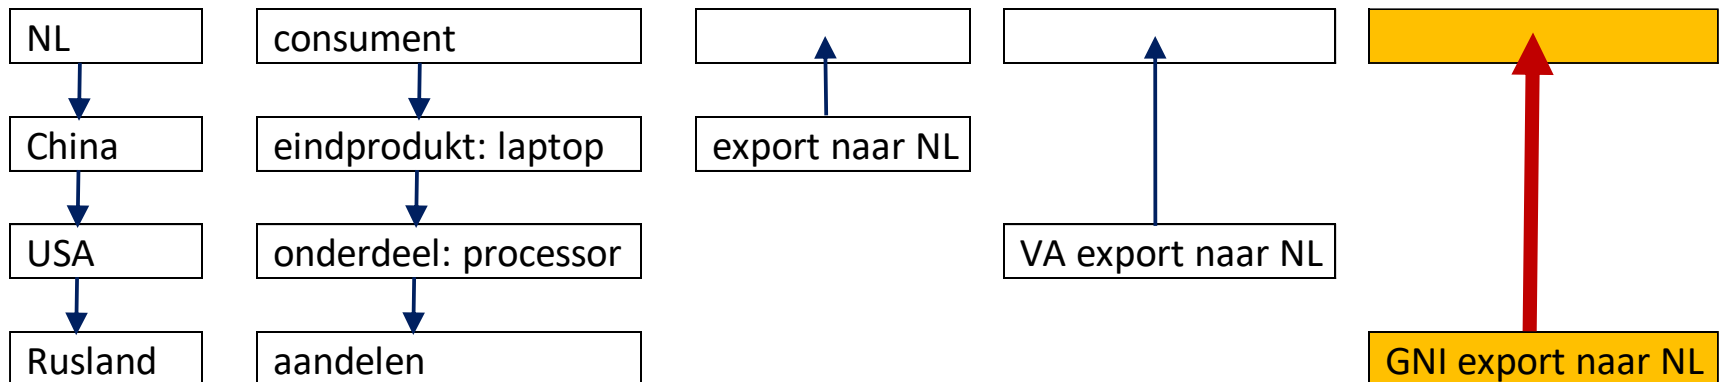 NL
consument
China
eindprodukt: laptop
export naar NL
USA
onderdeel: processor
VA export naar NL
Rusland
aandelen
GNI export naar NL